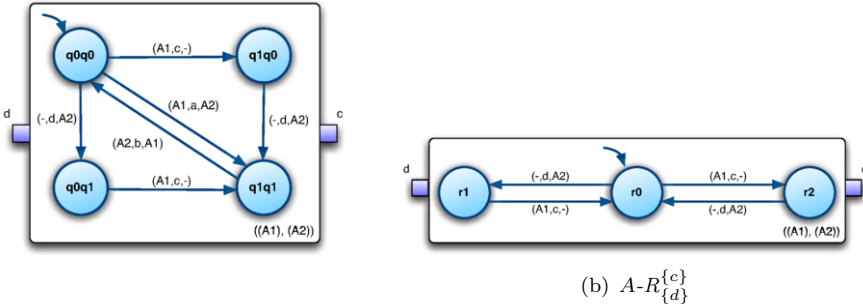 q0q0
(A1,c,-)
q1q0
d
(-,d,A2)
(A1,a,A2)
(-,d,A2)
c
(A2,b,A1)
q0q1
(A1,c,-)
q1q1
((A1), (A2))
d
(-,d,A2)
(A1,c,-)
r1
r0
r2
(A1,c,-)
(-,d,A2)
((A1), (A2))
(b) A-R{c}{d}